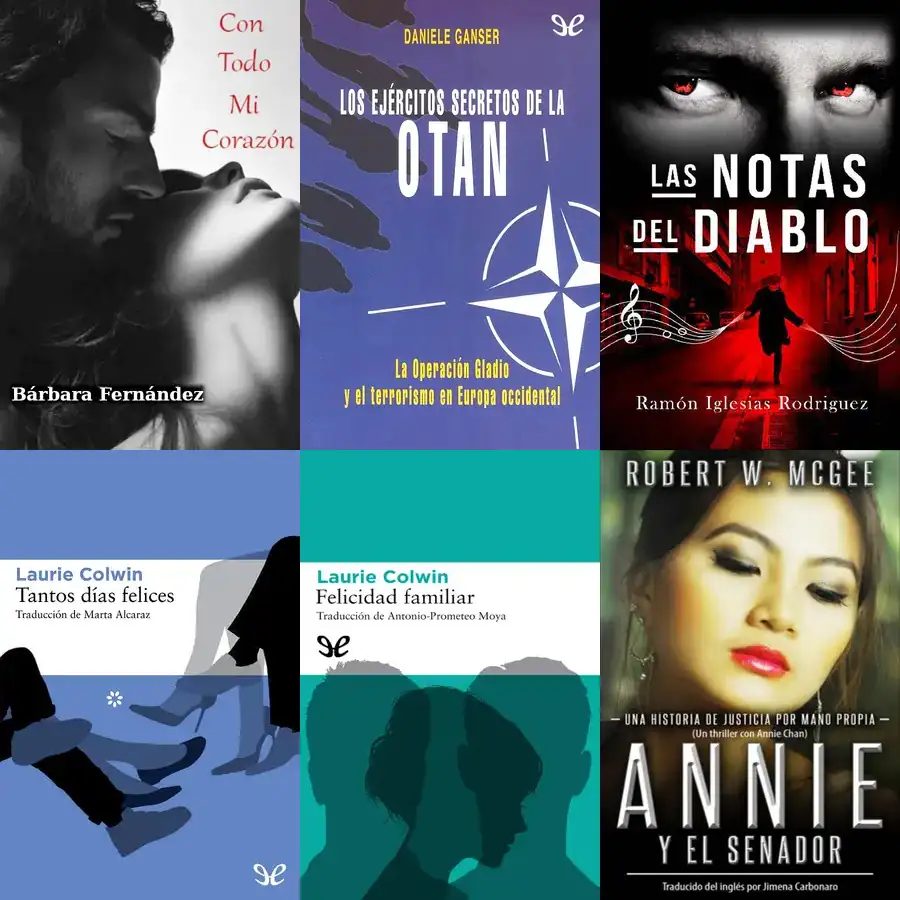 Con
Todo
Mi
Corazón
Bárbara Fernández
DANIELE GANSER
LOS EJÉRCITOS SECRETOS DE LA
OTAN
La Operación Gladio
y el terrorismo en Europa occidental
LAS NOTAS
DEL DIABLO
Ramón Iglesias Rodriguez
Laurie Colwin
Tantos días felices
Traducción de Marta Alcaraz
Laurie Colwin
Felicidad familiar
Traducción de Antonio-Prometeo Moya
ROBERT W. MCGEE
– UNA HISTORIA DE JUSTICIA POR MANO PROPIA –
(Un thriller con Annie Chan)
ANNIE
Y EL SENADOR
Traducido del inglés por Jimena Carbonaro